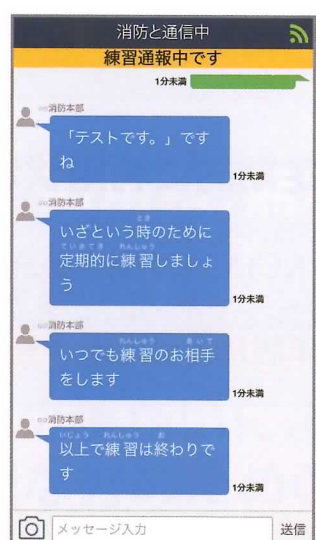 消防と通信中
練習通報中です
1分未満
○○消防本部
「テストです。」です
ね
1分未満
○○消防本部
いざという時のために
定期的に練習しましょ
う
1分未満
○○消防本部
いつでも練習のお相手
をします
1分未満
○○消防本部
以上で練習は終わりで
す
1分未満
メッセージ入力
送信